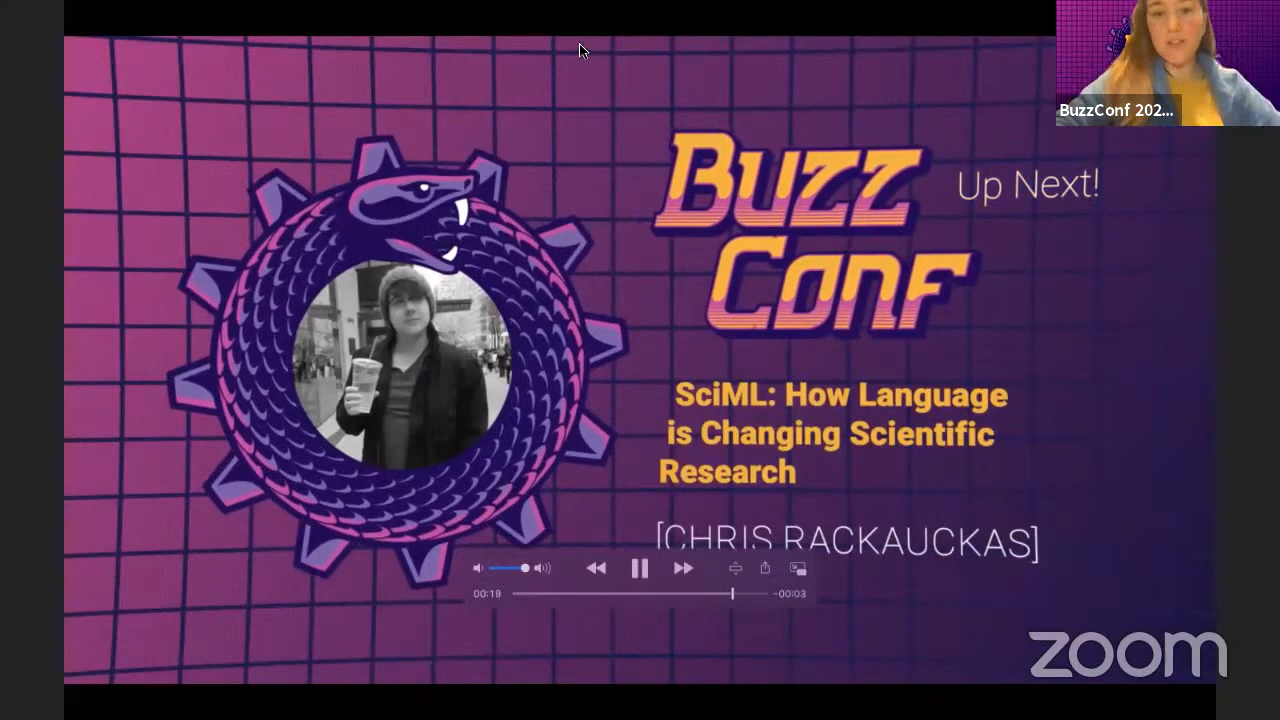 BuzzConf 202...
BUZZ
CONF
Up Next!
SciML: How Language
is Changing Scientific
Research
[CHRIS RACKAUCKAS]
00:18
-00:03
zoom